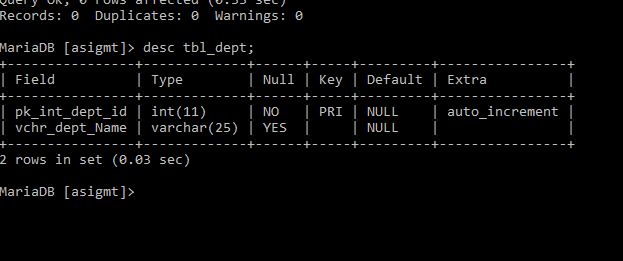 Query OK, 0 rows affected (0.33 sec)
Records: 0  Duplicates: 0  Warnings: 0
MariaDB [asigmt]> desc tbl_dept;
+----------------+-------------+------+-----+---------+----------------+
| Field          | Type        | Null | Key | Default | Extra          |
+----------------+-------------+------+-----+---------+----------------+
| pk_int_dept_id | int(11)     | NO   | PRI | NULL    | auto_increment |
| vchr_dept_Name | varchar(25) | YES  |     | NULL    |                |
+----------------+-------------+------+-----+---------+----------------+
2 rows in set (0.03 sec)
MariaDB [asigmt]>